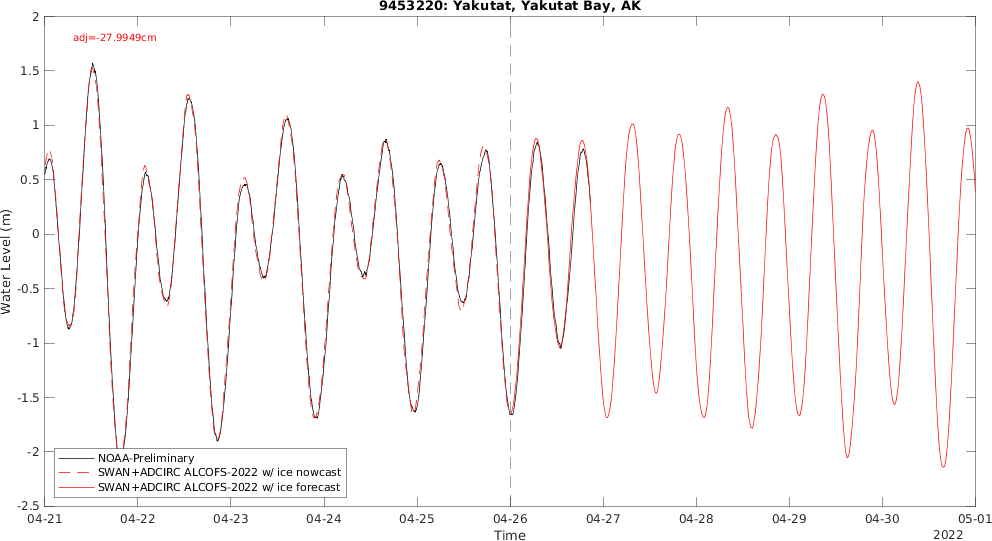 9453220: Yakutat, Yakutat Bay, AK
adj=-27.9949cm
2
1.5
1
0.5
0
-0.5
-1
-1.5
-2
-2.5
Water Level (m)
NOAA-Preliminary
SWAN+ADCIRC ALCOFS-2022 w/ ice nowcast
SWAN+ADCIRC ALCOFS-2022 w/ ice forecast
04-21 04-22 04-23 04-24 04-25 04-26 04-27 04-28 04-29 04-30 05-01
Time
2022